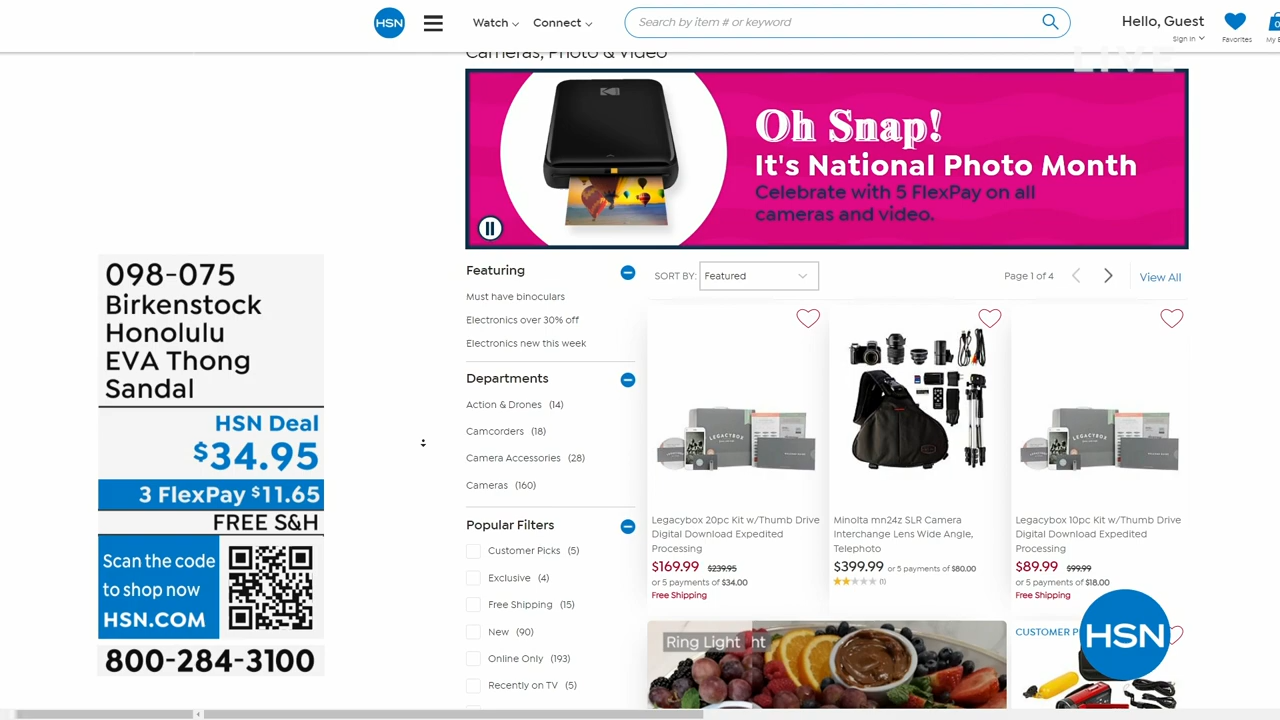 HSN
Watch
Connect
Search by item # or keyword
Hello, Guest
Sign In
Favorites
0
My
LIVE
Cameras, Photo & Video
Oh Snap!
It's National Photo Month
Celebrate with 5 FlexPay on all
cameras and video.
098-075
Birkenstock
Honolulu
EVA Thong
Sandal
HSN Deal
$34.95
3 FlexPay $11.65
FREE S&H
Scan the code
to shop now
HSN.COM
800-284-3100
Featuring
Must have binoculars
Electronics over 30% off
Electronics new this week
Departments
Action & Drones (14)
Camcorders (18)
Camera Accessories (28)
Cameras (160)
Popular Filters
Customer Picks (5)
Exclusive (4)
Free Shipping (15)
New (90)
Online Only (193)
Recently on TV (5)
SORT BY: Featured
Page 1 of 4
View All
LEGACYBOX
Legacybox 20pc Kit w/Thumb Drive
Digital Download Expedited
Processing
$169.99 $239.95
or 5 payments of $34.00
Free Shipping
Minolta mn24z SLR Camera
Interchange Lens Wide Angle,
Telephoto
$399.99 or 5 payments of $80.00
(1)
LEGACYBOX
Legacybox 10pc Kit w/Thumb Drive
Digital Download Expedited
Processing
$89.99 $99.99
or 5 payments of $18.00
Free Shipping
Ring Light ht
CUSTOMER P
HSN